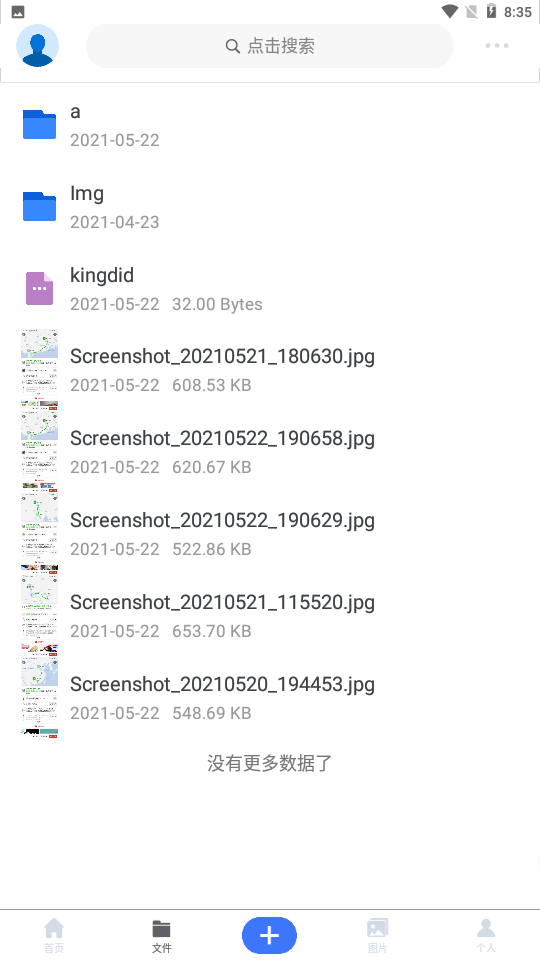 8:35
点击搜索
a
2021-05-22
Img
2021-04-23
kingdid
2021-05-22 32.00 Bytes
Screenshot_20210521_180630.jpg
2021-05-22 608.53 KB
Screenshot_20210522_190658.jpg
2021-05-22 620.67 KB
Screenshot_20210522_190629.jpg
2021-05-22 522.86 KB
Screenshot_20210521_115520.jpg
2021-05-22 653.70 KB
Screenshot_20210520_194453.jpg
2021-05-22 548.69 KB
没有更多数据了
首页 文件 图片 个人